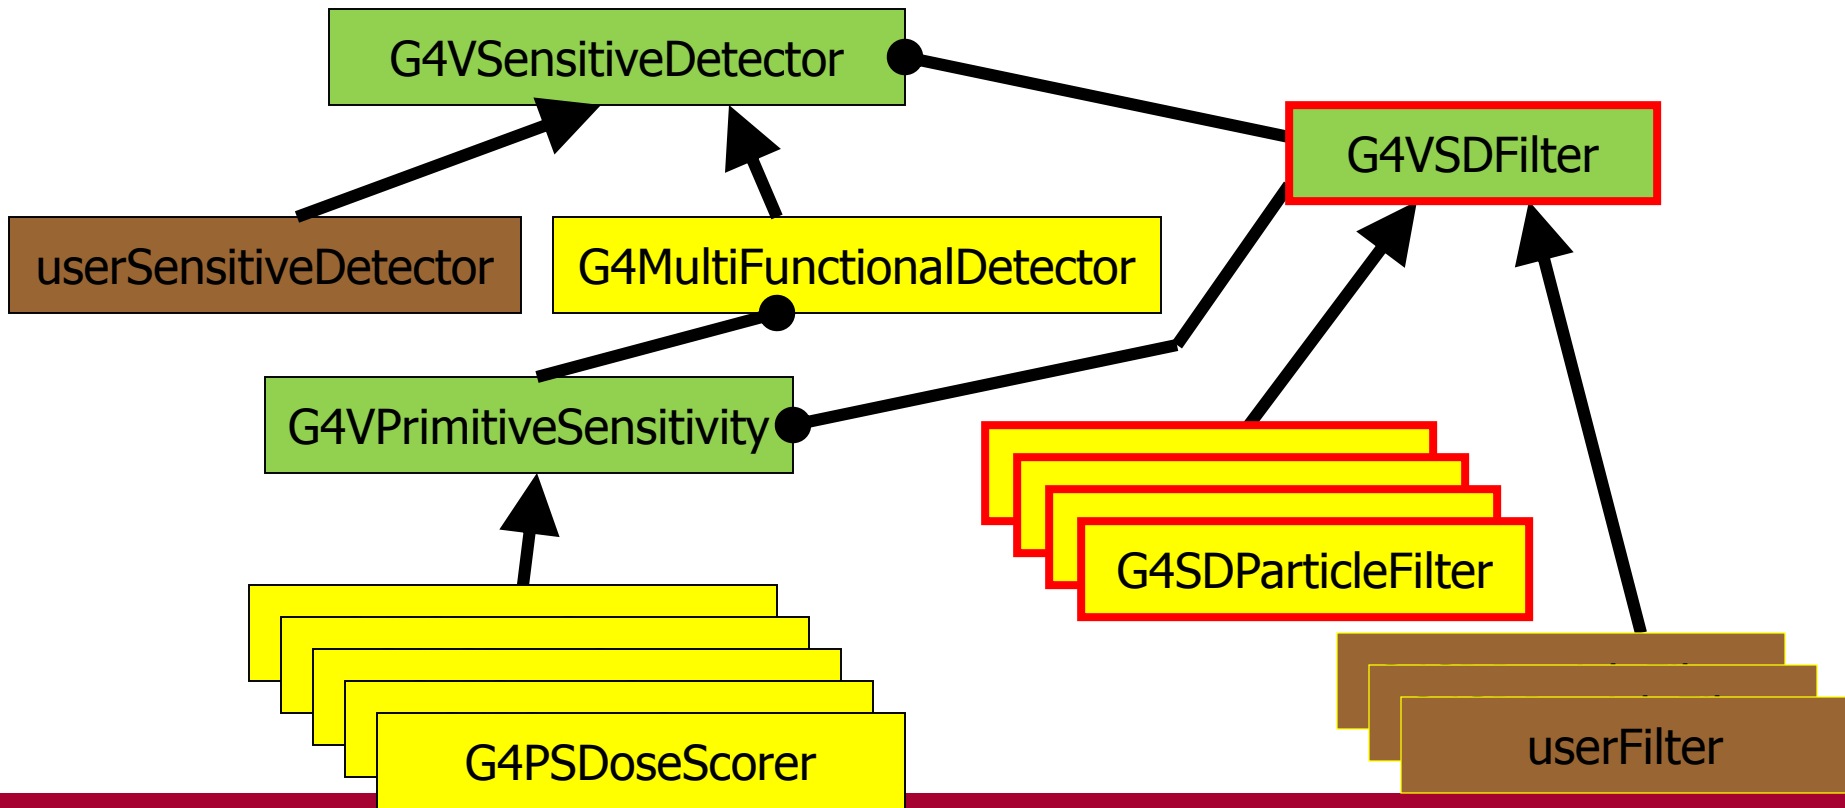 G4VSensitiveDetector
G4VSDFilter
userSensitiveDetector
G4MultiFunctionalDetector
G4VPrimitiveSensitivity
G4SDParticleFilter
userFilter
G4PSDoseScorer